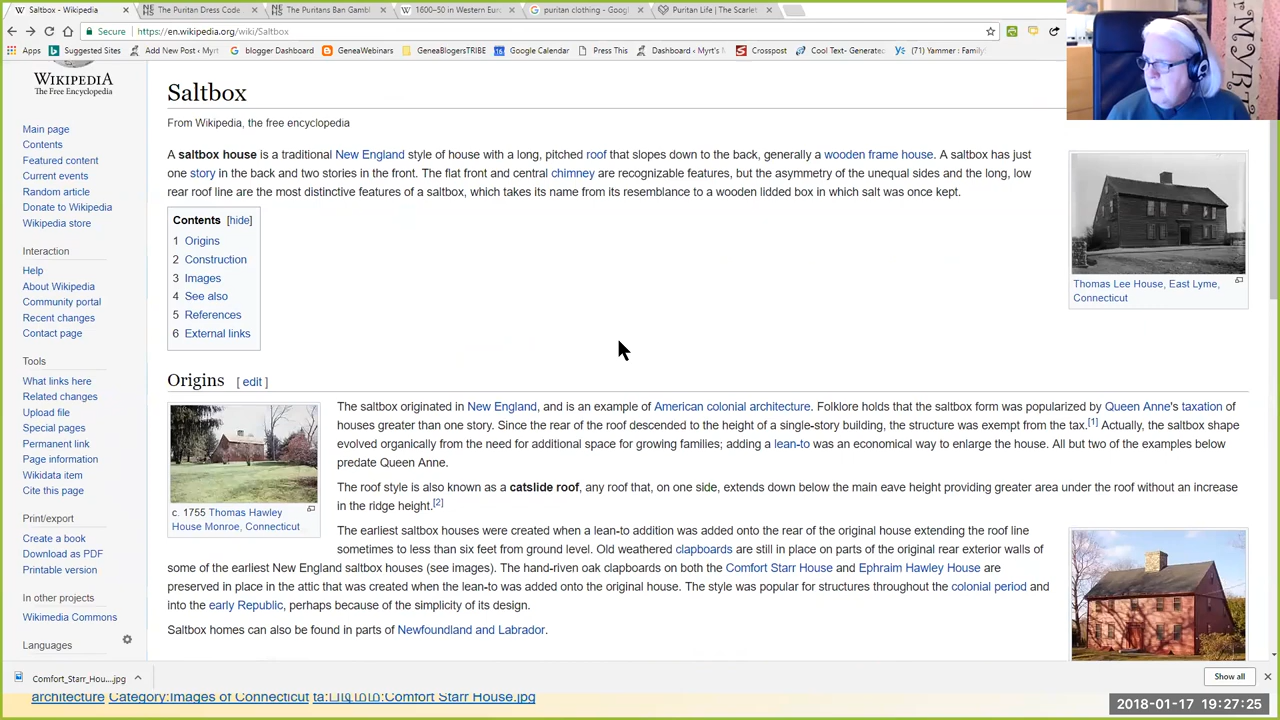 Saltbox - Wikipedia
The Puritan Dress Code
The Puritans Ban Gambl
1600–50 in Western Eur
puritan clothing - Goog
Puritan Life | The Scarlet
Secure
https://en.wikipedia.org/wiki/Saltbox
Apps
Suggested Sites
Add New Post ‹ Myrt
blogger Dashboard
GeneaWebinars
GeneaBlogersTRIBE
Google Calendar
Press This
Dashboard ‹ Myrt's
Crosspost
Cool Text- Generato
(71) Yammer : Family
MYRT
WIKIPEDIA
The Free Encyclopedia
Main page
Contents
Featured content
Current events
Random article
Donate to Wikipedia
Wikipedia store
Interaction
Help
About Wikipedia
Community portal
Recent changes
Contact page
Tools
What links here
Related changes
Upload file
Special pages
Permanent link
Page information
Wikidata item
Cite this page
Print/export
Create a book
Download as PDF
Printable version
In other projects
Wikimedia Commons
Languages
Saltbox
From Wikipedia, the free encyclopedia
A saltbox house is a traditional New England style of house with a long, pitched roof that slopes down to the back, generally a wooden frame house. A saltbox has just
one story in the back and two stories in the front. The flat front and central chimney are recognizable features, but the asymmetry of the unequal sides and the long, low
rear roof line are the most distinctive features of a saltbox, which takes its name from its resemblance to a wooden lidded box in which salt was once kept.
Thomas Lee House, East Lyme,
Connecticut
Contents [hide]
1 Origins
2 Construction
3 Images
4 See also
5 References
6 External links
Origins [ edit ]
c. 1755 Thomas Hawley
House Monroe, Connecticut
The saltbox originated in New England, and is an example of American colonial architecture. Folklore holds that the saltbox form was popularized by Queen Anne's taxation of
houses greater than one story. Since the rear of the roof descended to the height of a single-story building, the structure was exempt from the tax.[1] Actually, the saltbox shape
evolved organically from the need for additional space for growing families; adding a lean-to was an economical way to enlarge the house. All but two of the examples below
predate Queen Anne.
The roof style is also known as a catslide roof, any roof that, on one side, extends down below the main eave height providing greater area under the roof without an increase
in the ridge height.[2]
The earliest saltbox houses were created when a lean-to addition was added onto the rear of the original house extending the roof line
sometimes to less than six feet from ground level. Old weathered clapboards are still in place on parts of the original rear exterior walls of
some of the earliest New England saltbox houses (see images). The hand-riven oak clapboards on both the Comfort Starr House and Ephraim Hawley House are
preserved in place in the attic that was created when the lean-to was added onto the original house. The style was popular for structures throughout the colonial period and
into the early Republic, perhaps because of the simplicity of its design.
Saltbox homes can also be found in parts of Newfoundland and Labrador.
Comfort_Starr_Hou....jpg
Show all
architecture Category:Images of Connecticut ta:Comfort Starr House.jpg
2018-01-17 19:27:25